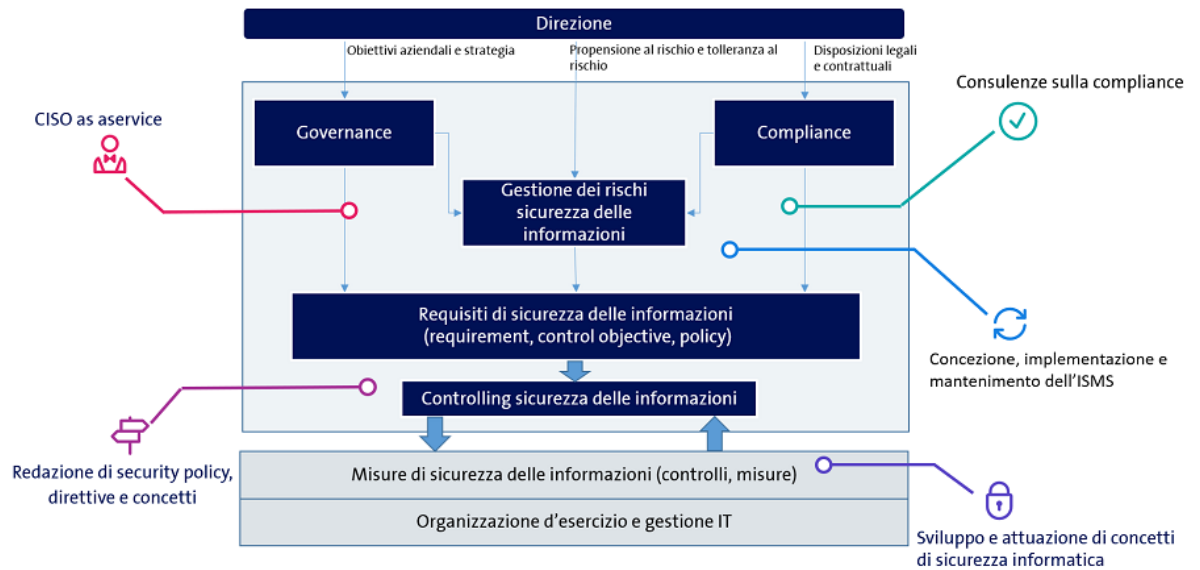 Direzione
Obiettivi aziendali e strategia
Propensione al rischio e tolleranza al
rischio
Disposizioni legali
e contrattuali
Consulenze sulla compliance
CISO as aservice
Governance
Compliance
Gestione dei rischi
sicurezza delle
informazioni
Requisiti di sicurezza delle informazioni
(requirement, control objective, policy)
Concezione, implementazione e
mantenimento dell'ISMS
Controlling sicurezza delle informazioni
Redazione di security policy,
direttive e concetti
Misure di sicurezza delle informazioni (controlli, misure)
Organizzazione d'esercizio e gestione IT
Sviluppo e attuazione di concetti
di sicurezza informatica